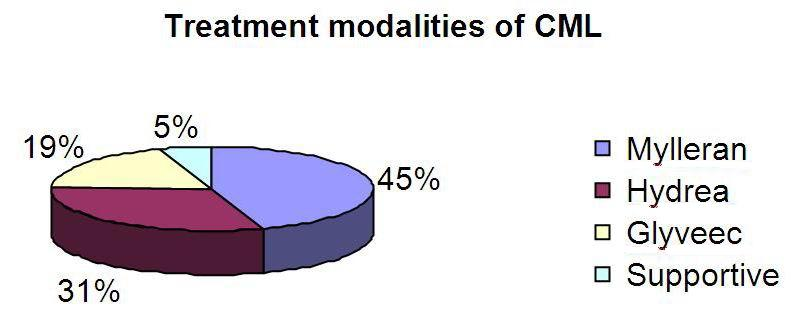 Treatment modalities of CML
5%
19%
45%
31%
Mylleran
Hydrea
Glyveec
Supportive